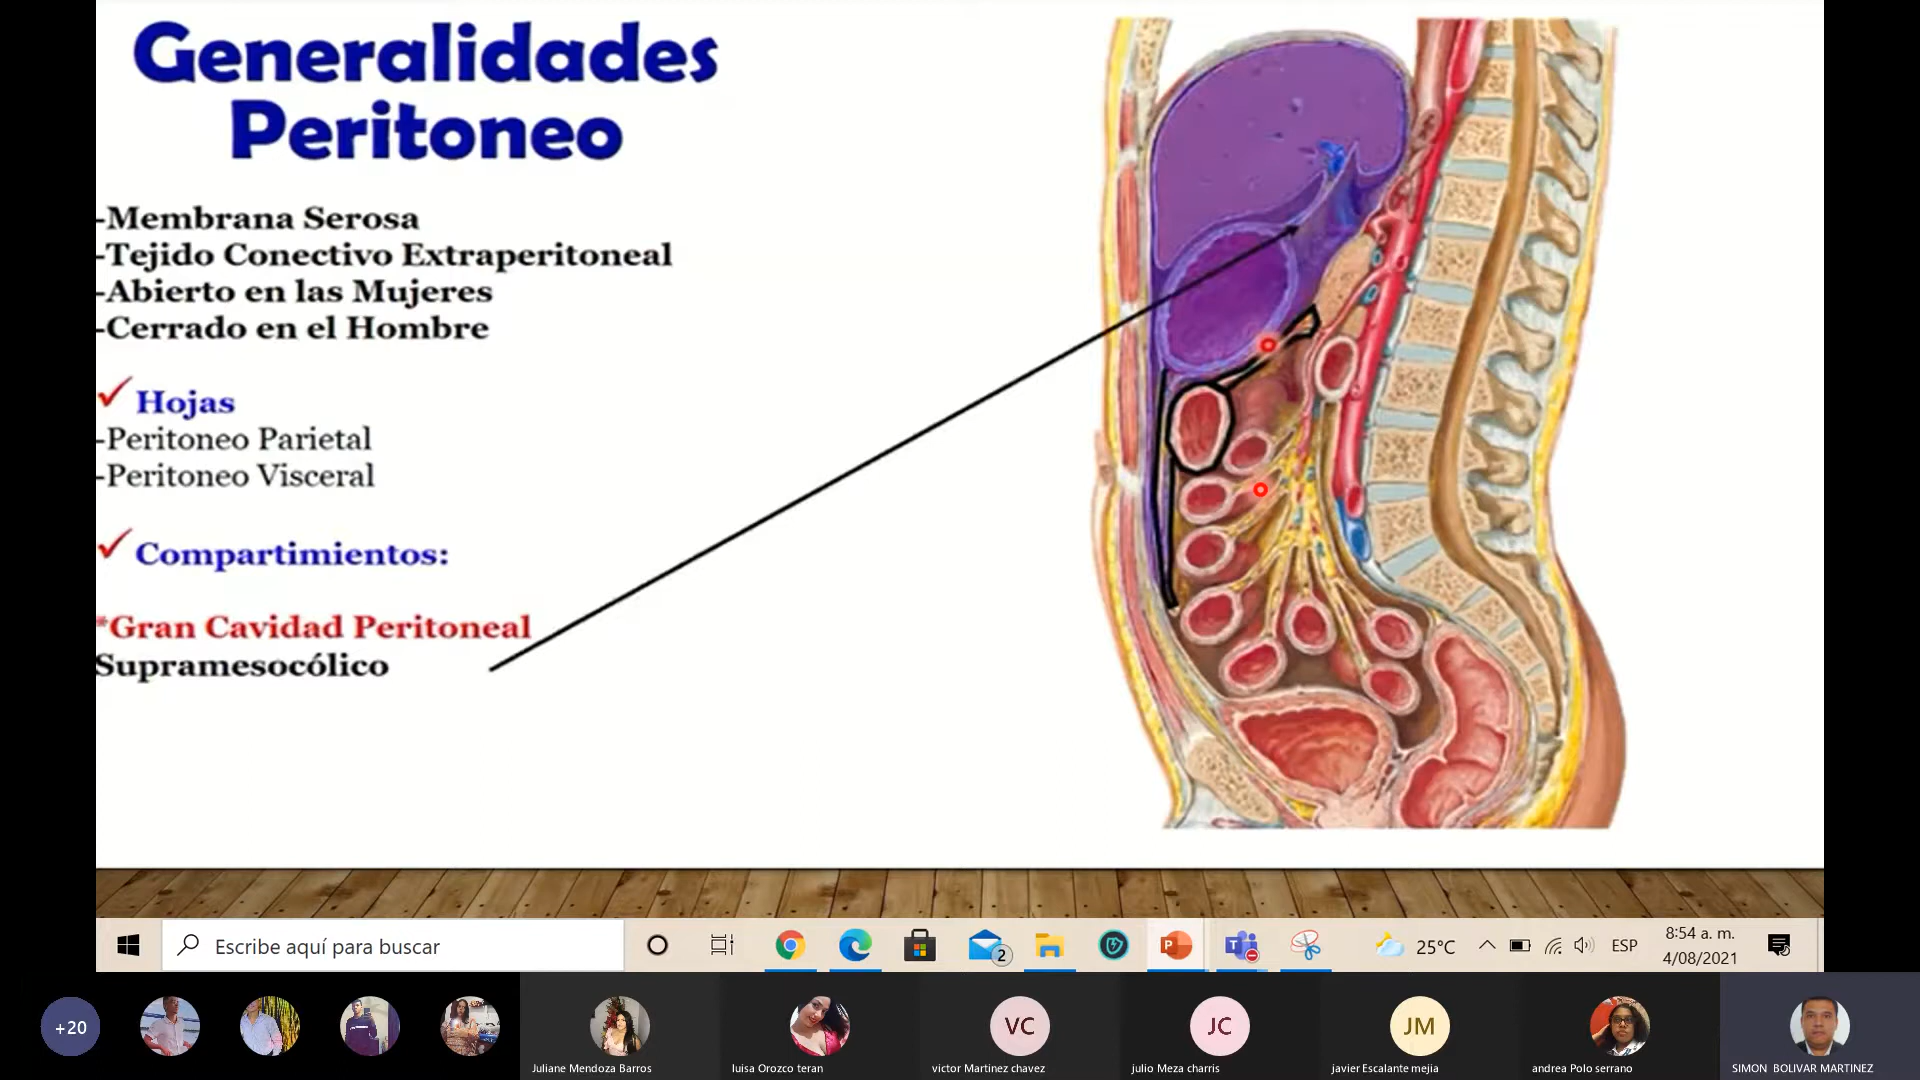 Generalidades
Peritoneo
-Membrana Serosa
-Tejido Conectivo Extraperitoneal
-Abierto en las Mujeres
-Cerrado en el Hombre
Hojas
-Peritoneo Parietal
-Peritoneo Visceral
Compartimientos:
*Gran Cavidad Peritoneal
Supramesocólico
Escribe aquí para buscar
2
25°C
ESP
8:54 a. m.
4/08/2021
+20
VC
JC
JM
Juliane Mendoza Barros
luisa Orozco teran
victor Martinez chavez
julio Meza charris
javier Escalante mejia
andrea Polo serrano
SIMON BOLIVAR MARTINEZ